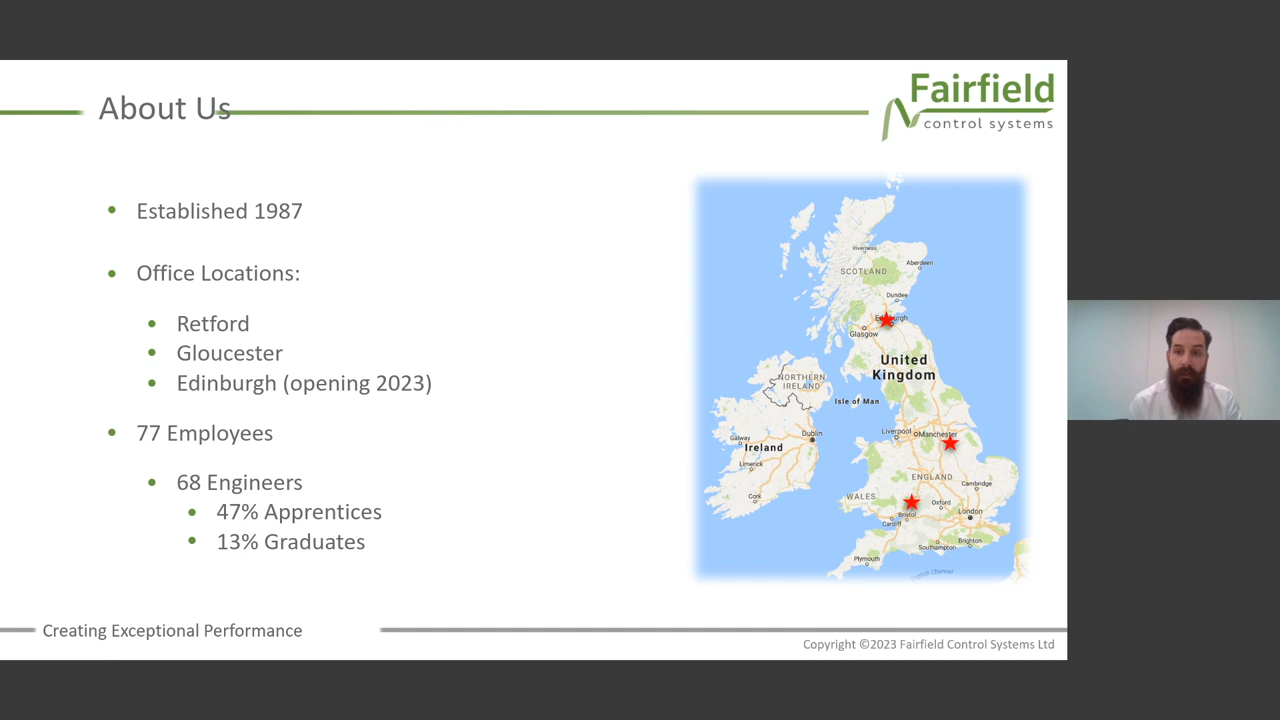 About Us
Fairfield
control systems
Established 1987
Office Locations:
Retford
Gloucester
Edinburgh (opening 2023)
77 Employees
68 Engineers
47% Apprentices
13% Graduates
Inverness
SCOTLAND
Aberdeen
Dundee
Glasgow
United
Kingdom
NORTHERN
IRELAND
Isle of Man
Liverpool
Manchester
Galway
Dublin
Ireland
Limerick
Cork
ENGLAND
Cambridge
WALES
Oxford
London
Bristol
Cardiff
Brighton
Southampton
Plymouth
English Channel
Creating Exceptional Performance
Copyright ©2023 Fairfield Control Systems Ltd